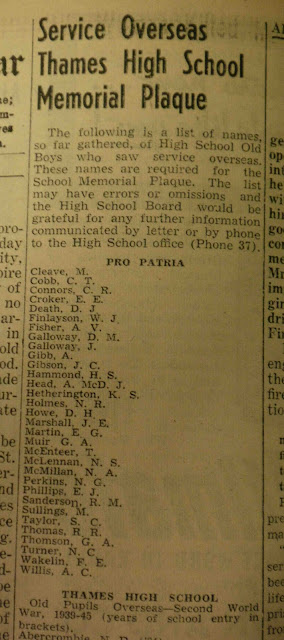 Service Overseas
Thames High School
Memorial Plaque
The following is a list of names,
so far gathered, of High School Old
Boys who saw service overseas.
These names are required for the
School Memorial Plaque. The list
may have errors or omissions and
the High School Board would be
grateful for any further information
communicated by letter or by phone
to the High School office (Phone 37).
PRO PATRIA
Cleave, M.
Cobb, C. T.
Connors, C. R.
Croker, E. E.
Death, D. J
Finlayson, W. J
Fisher, A. V.
Galloway, D. M.
Galloway, J.
Gibb, A.
Gibson, J. C.
Hammond, H. S.
Head, A. McD. J.
Hetherington, K. S.
Holmes, N. R.
Howe, D. H
Marshall, J. E.
Martin, E G.
Muir G. A.
McEnteer, T.
McLennan, N. S.
McMillan, N. A.
Perkins, N. G.
Phillips, E. J.
Sanderson, R. M.
Sullings, M.
Taylor, S. C.
Thomas, R. R.
Thomson, G. A.
Turner, N. C.
Wakelin, F. E.
Willis, A. C.
THAMES HIGH SCHOOL
Old Pupils Overseas—Second World
War, 1939-45 (years of school entry in
brackets).